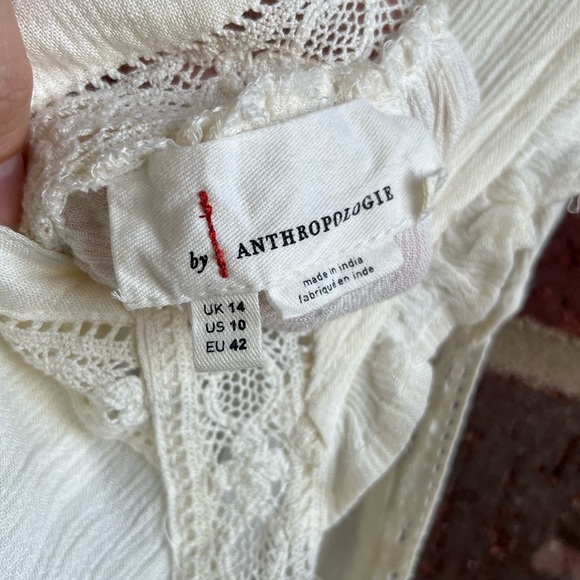 by ANTHROPOLOGIE
made in india
fabriqué en inde
UK 14
US 10
EU 42